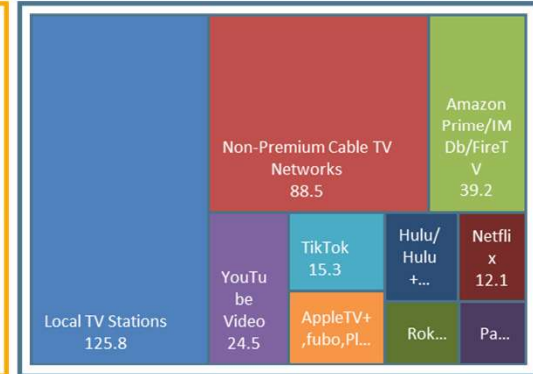 Local TV Stations
125.8
Non-Premium Cable TV
Networks
88.5
Amazon
Prime/IM
Db/FireT
V
39.2
YouTu
be
Video
24.5
TikTok
15.3
AppleTV+
,fubo,Pl...
Hulu/
Hulu
+...
Netfli
x
12.1
Rok...
Pa...